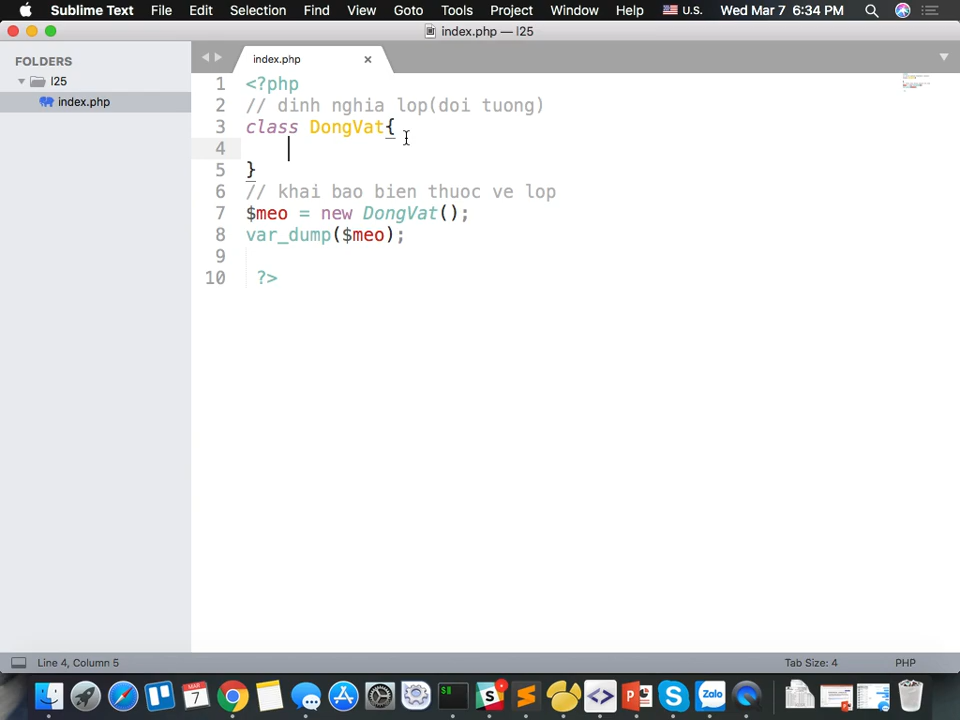 Sublime Text File Edit Selection Find View Goto Tools Project Window Help U.S. Wed Mar 7 6:34 PM
index.php — l25
FOLDERS
l25
index.php
index.php
1 <?php
2 // dinh nghia lop(doi tuong)
3 class DongVat{
4
5 }
6 // khai bao bien thuoc ve lop
7 $meo = new DongVat();
8 var_dump($meo);
9
10 ?>
Line 4, Column 5 Tab Size: 4 PHP
MAR
7
$
S
Zalo